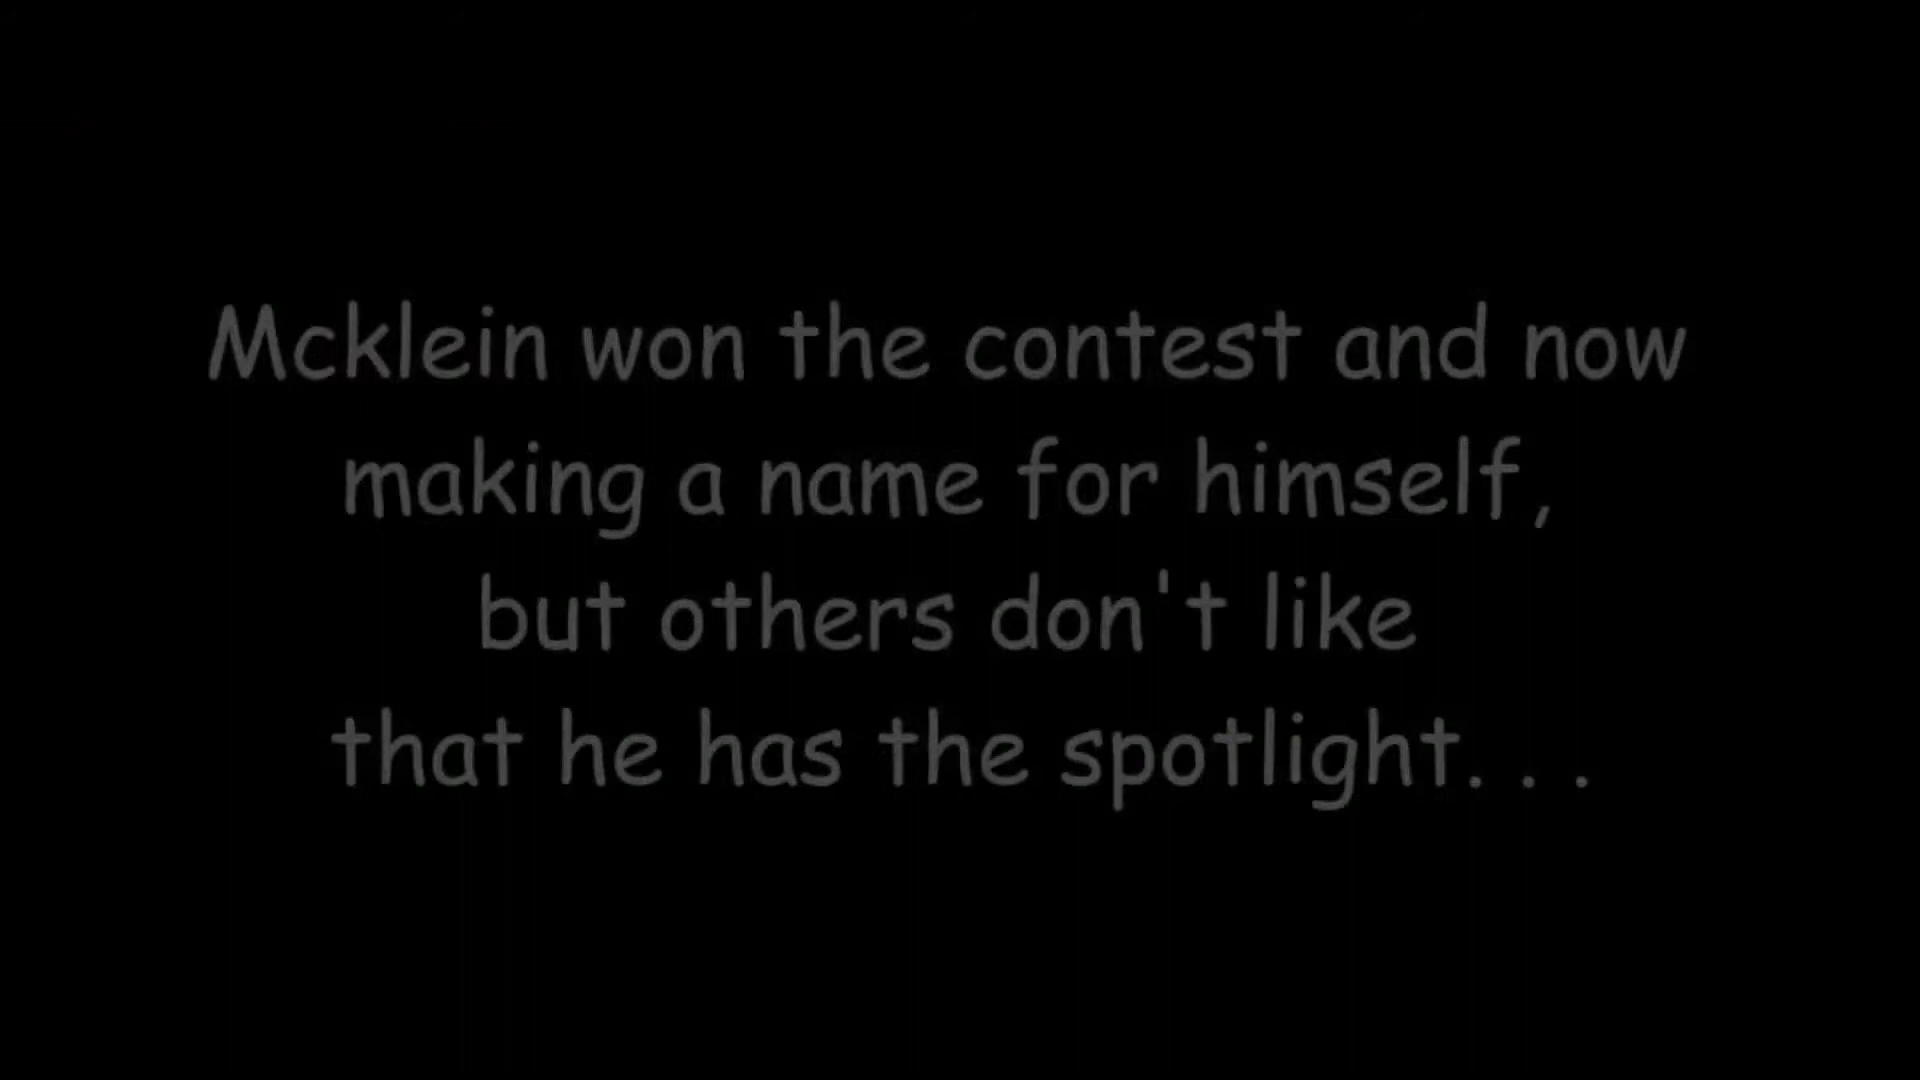 Mcklein won the contest and now
making a name for himself,
but others don't like
that he has the spotlight. . .